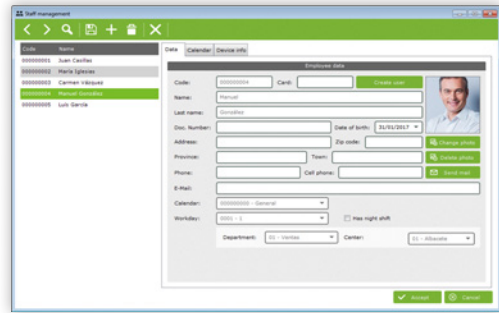 Staff management
Code Name
000000001 Juan Casillas
000000002 María Iglesias
000000003 Carmen Vázquez
000000004 Manuel González
000000005 Luis García
Data Calendar Device info
Employee data
Code: 000000004 Card: Create user
Name: Manuel
Last name: González
Doc. Number: Date of birth: 31/01/2017
Address: Zip code: Change photo
Province: Town: Delete photo
Phone: Cell phone: Send mail
E-Mail:
Calender: 000000000 - General
Workday: 0001 - 1 Has night shift
Department: 01 - Ventas Center: 01 - Albacete
Accept Cancel